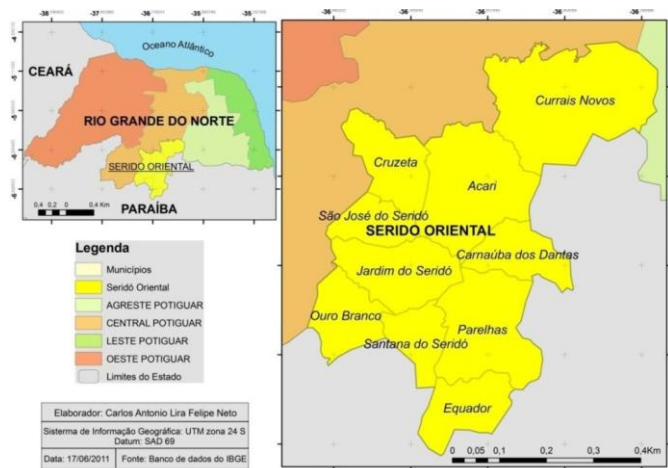 Oceano Atlântico
CEARÁ
RIO GRANDE DO NORTE
SERIDO ORIENTAL
PARAÍBA
0,4 0,2 0 0,4 Km
Legenda
Municípios
Seridó Oriental
AGRESTE POTIGUAR
CENTRAL POTIGUAR
LESTE POTIGUAR
OESTE POTIGUAR
Limites do Estado
Elaborador: Carlos Antonio Lira Felipe Neto
Sisterma de Informação Geográfica: UTM zona 24 S
Datum: SAD 69
Data: 17/06/2011
Fonte: Banco de dados do IBGE
Currais Novos
Cruzeta
Acari
São José do Seridó
SERIDO ORIENTAL
Carnaúba dos Dantas
Jardim do Seridó
Ouro Branco
Parelhas
Santana do Seridó
Equador
0 0,05 0,1 0,2 0,3 0,4Km